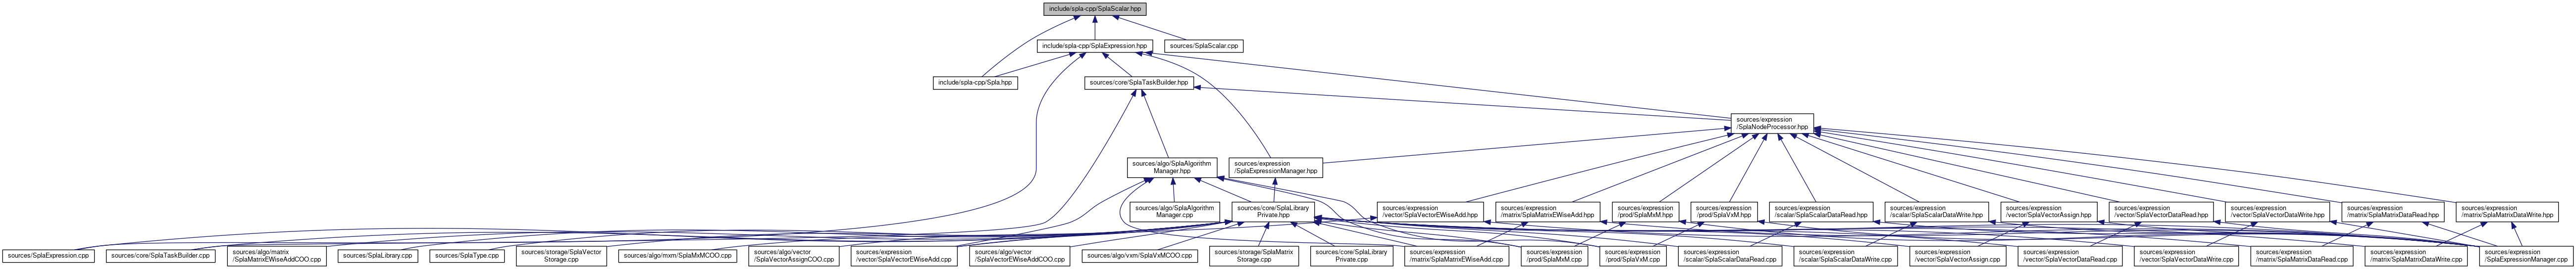 include/spla-cpp/SplaScalar.hpp
include/spla-cpp/SplaExpression.hpp
sources/SplaScalar.cpp
include/spla-cpp/Spla.hpp
sources/core/SplaTaskBuilder.hpp
sources/expression
/SplaNodeProcessor.hpp
sources/algo/SplaAlgorithm
Manager.hpp
sources/expression
/SplaExpressionManager.hpp
sources/algo/SplaAlgorithm
Manager.cpp
sources/core/SplaLibrary
Private.hpp
sources/expression
/vector/SplaVectorEWiseAdd.hpp
sources/expression
/matrix/SplaMatrixEWiseAdd.hpp
sources/expression
/prod/SplaMxM.hpp
sources/expression
/prod/SplaVxM.hpp
sources/expression
/scalar/SplaScalarDataRead.hpp
sources/expression
/scalar/SplaScalarDataWrite.hpp
sources/expression
/vector/SplaVectorAssign.hpp
sources/expression
/vector/SplaVectorDataRead.hpp
sources/expression
/vector/SplaVectorDataWrite.hpp
sources/expression
/matrix/SplaMatrixDataRead.hpp
sources/expression
/matrix/SplaMatrixDataWrite.hpp
sources/SplaExpression.cpp
sources/core/SplaTaskBuilder.cpp
sources/algo/matrix
/SplaMatrixEWiseAddCOO.cpp
sources/SplaLibrary.cpp
sources/SplaType.cpp
sources/storage/SplaVector
Storage.cpp
sources/algo/mxm/SplaMxMCOO.cpp
sources/algo/vector
/SplaVectorAssignCOO.cpp
sources/expression
/vector/SplaVectorEWiseAdd.cpp
sources/algo/vector
/SplaVectorEWiseAddCOO.cpp
sources/algo/vxm/SplaVxMCOO.cpp
sources/storage/SplaMatrix
Storage.cpp
sources/core/SplaLibrary
Private.cpp
sources/expression
/matrix/SplaMatrixEWiseAdd.cpp
sources/expression
/prod/SplaMxM.cpp
sources/expression
/prod/SplaVxM.cpp
sources/expression
/scalar/SplaScalarDataRead.cpp
sources/expression
/scalar/SplaScalarDataWrite.cpp
sources/expression
/vector/SplaVectorAssign.cpp
sources/expression
/vector/SplaVectorDataRead.cpp
sources/expression
/vector/SplaVectorDataWrite.cpp
sources/expression
/matrix/SplaMatrixDataRead.cpp
sources/expression
/matrix/SplaMatrixDataWrite.cpp
sources/expression
/SplaExpressionManager.cpp